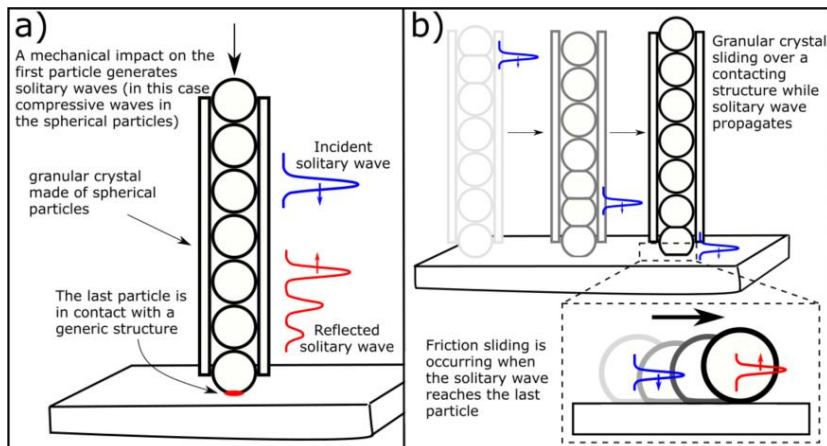 a)
A mechanical impact on the
first particle generates
solitary waves (in this case
compressive waves in
the spherical particles)
Incident
solitary wave
granular crystal
made of spherical
particles
The last particle is
in contact with a
generic structure
Reflected
solitary wave
b)
Granular crystal
sliding over a
contacting
structure while
solitary wave
propagates
Friction sliding is
occurring when
the solitary wave
reaches the last
particle